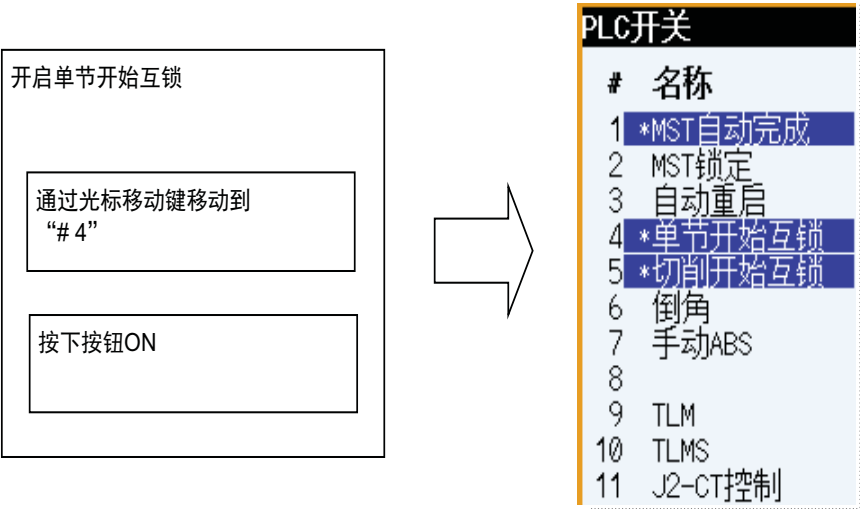 开启单节开始互锁
通过光标移动键移动到
“# 4”
按下按钮ON
PLC开关
# 名称
1 *MST自动完成
2 MST锁定
3 自动重启
4 *单节开始互锁
5 *切削开始互锁
6 倒角
7 手动ABS
8
9 TLM
10 TLMS
11 J2-CT控制